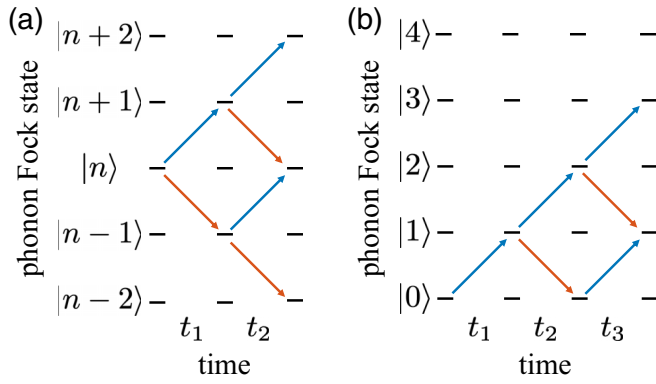 (a)
phonon Fock state
|n + 2⟩
|n + 1⟩
|n⟩
|n − 1⟩
|n − 2⟩
t₁ t₂
time
(b)
phonon Fock state
|4⟩
|3⟩
|2⟩
|1⟩
|0⟩
t₁ t₂ t₃
time